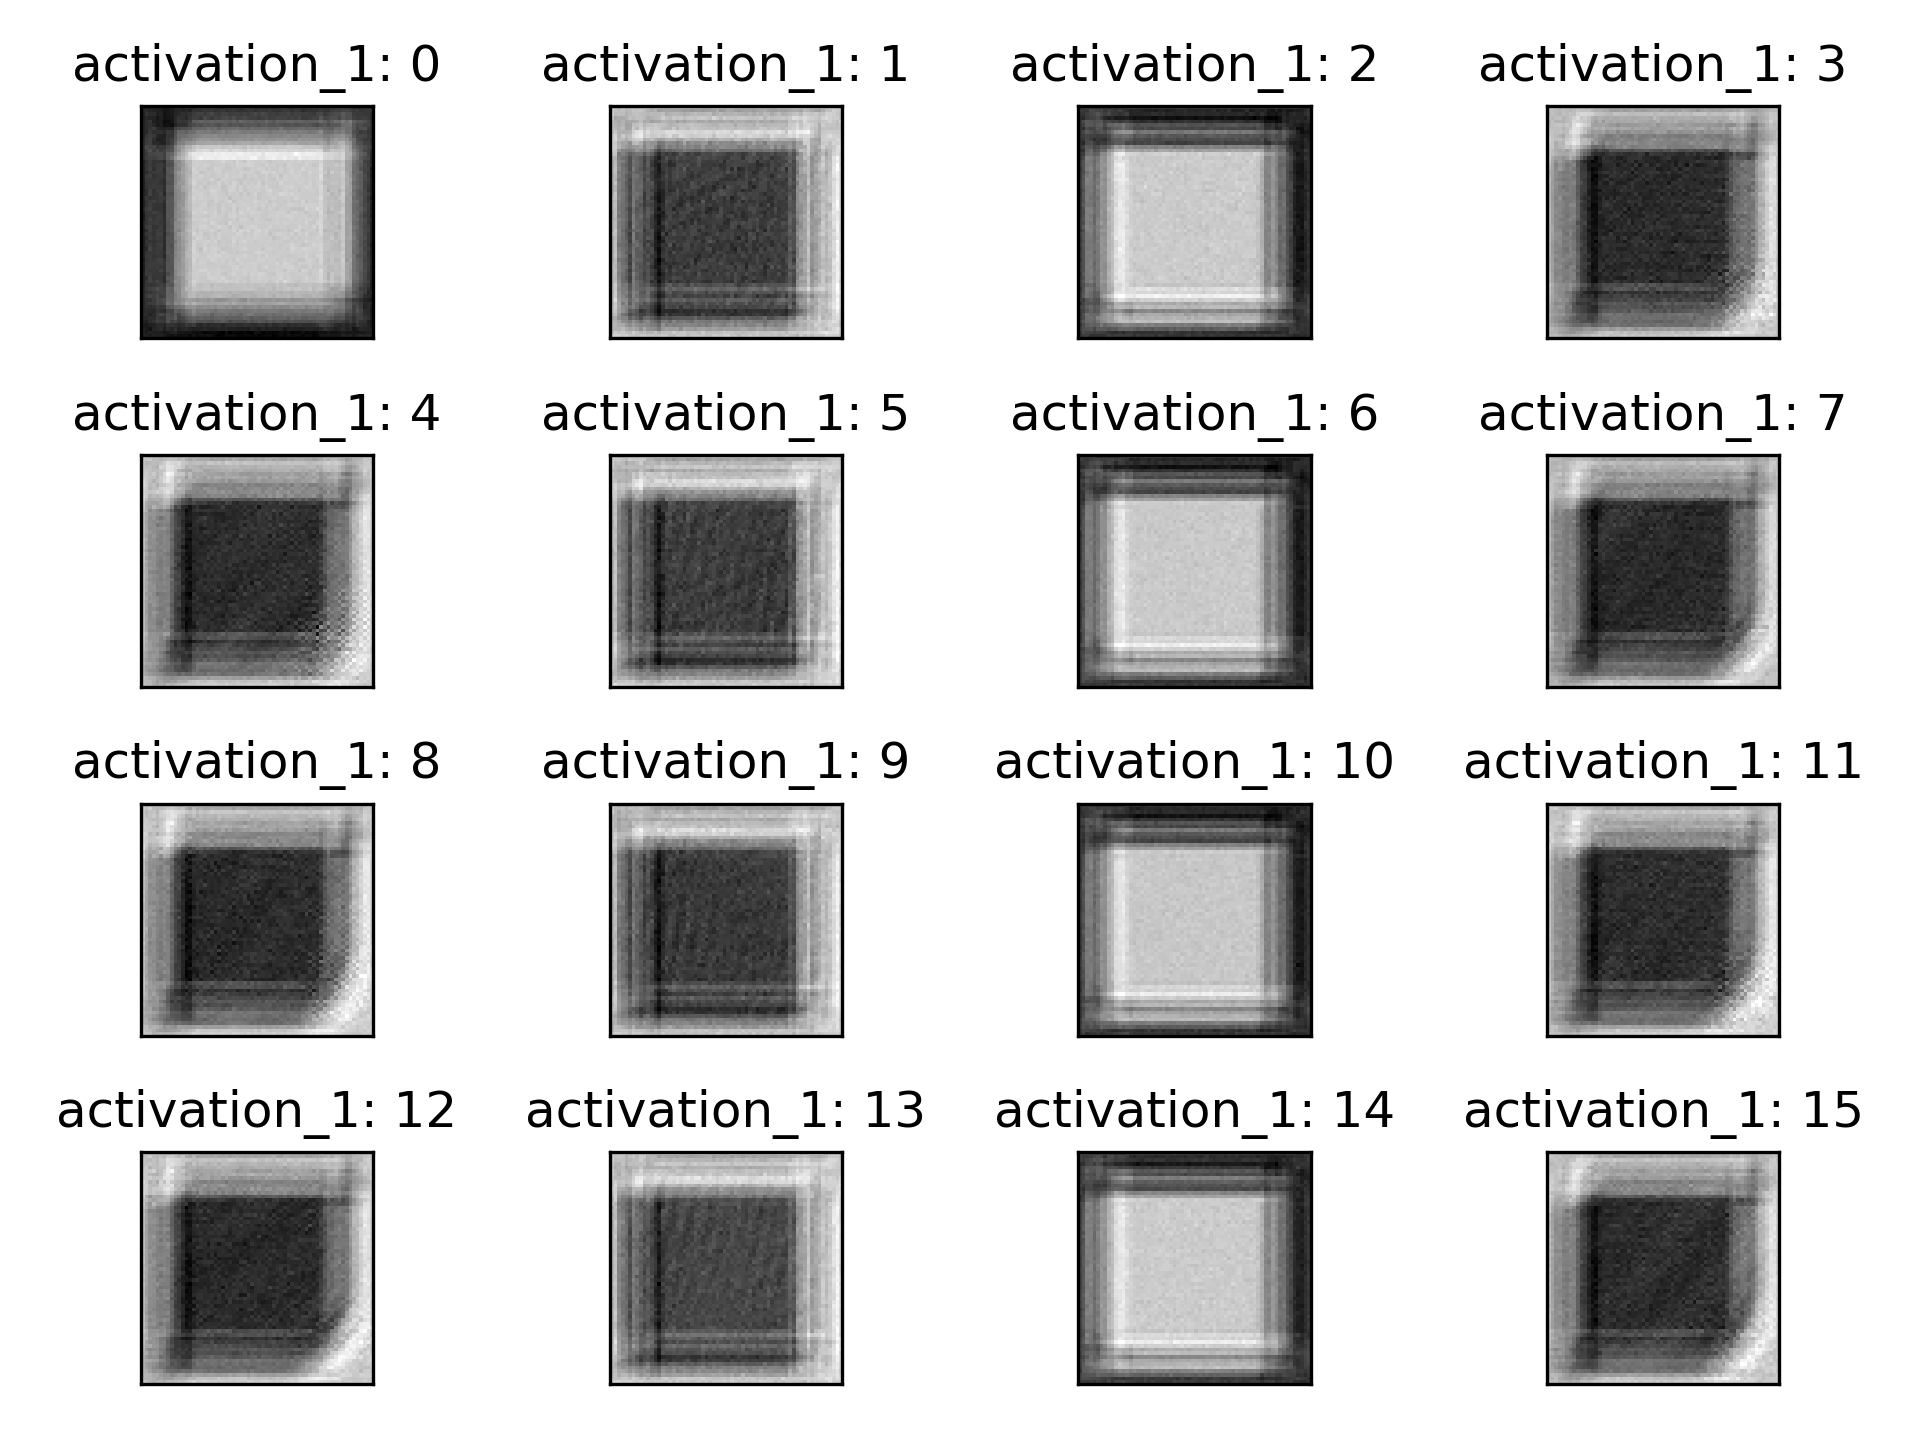 activation_1: 0
activation_1: 1
activation_1: 2
activation_1: 3
activation_1: 4
activation_1: 5
activation_1: 6
activation_1: 7
activation_1: 8
activation_1: 9
activation_1: 10
activation_1: 11
activation_1: 12
activation_1: 13
activation_1: 14
activation_1: 15